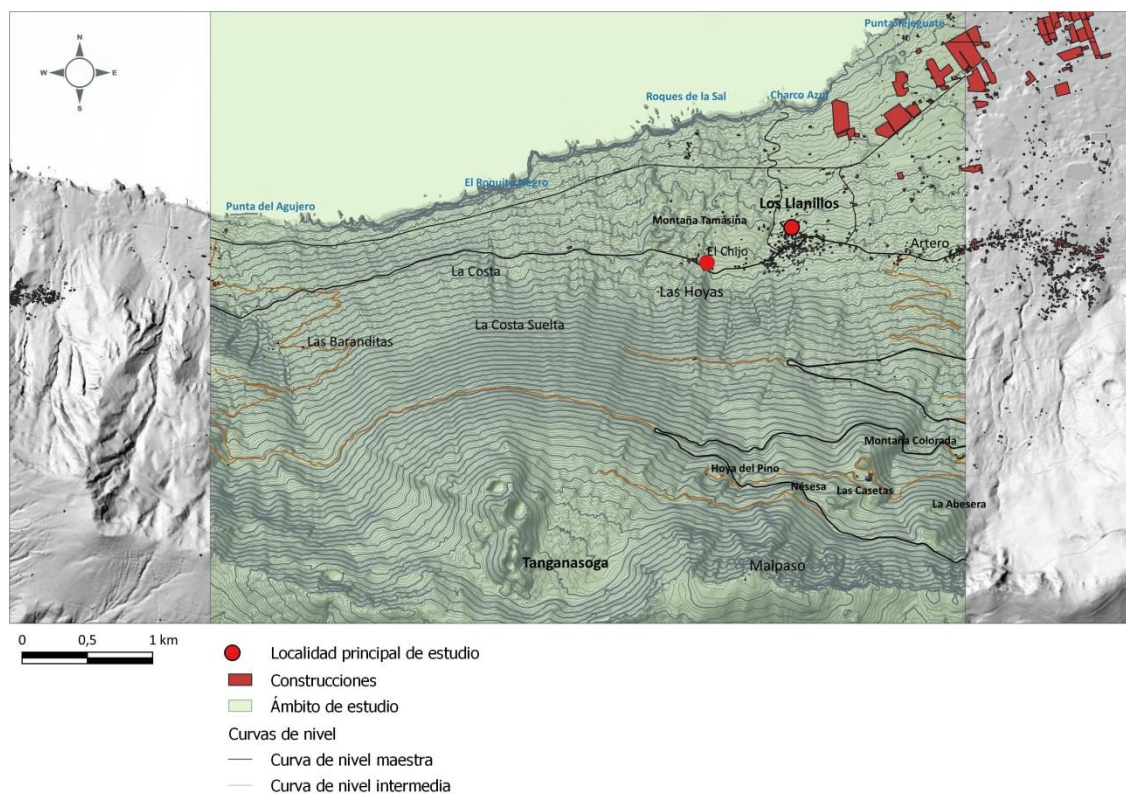 Punta Tejeguate
N
W
E
S
Roques de la Sal
Charco Azul
El Roquito Negro
Punta del Agujero
Los Llanillos
Montaña Tamasina
El Chijo
Artero
La Costa
Las Hoyas
La Costa Suelta
Las Baranditas
Montaña Colorada
Hoya del Pino
Nésesa
Las Casetas
La Abesera
Tanganasoga
Malpaso
0 0,5 1 km
Localidad principal de estudio
Construcciones
Ámbito de estudio
Curvas de nivel
Curva de nivel maestra
Curva de nivel intermedia